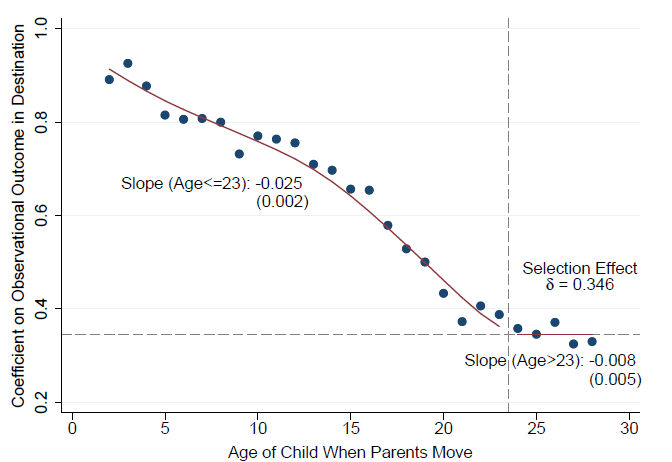 Coefficient on Observational Outcome in Destination
1.0
0.8
0.6
0.4
0.2
Slope (Age<=23): -0.025
(0.002)
Selection Effect
δ = 0.346
Slope (Age>23): -0.008
(0.005)
0 5 10 15 20 25 30
Age of Child When Parents Move